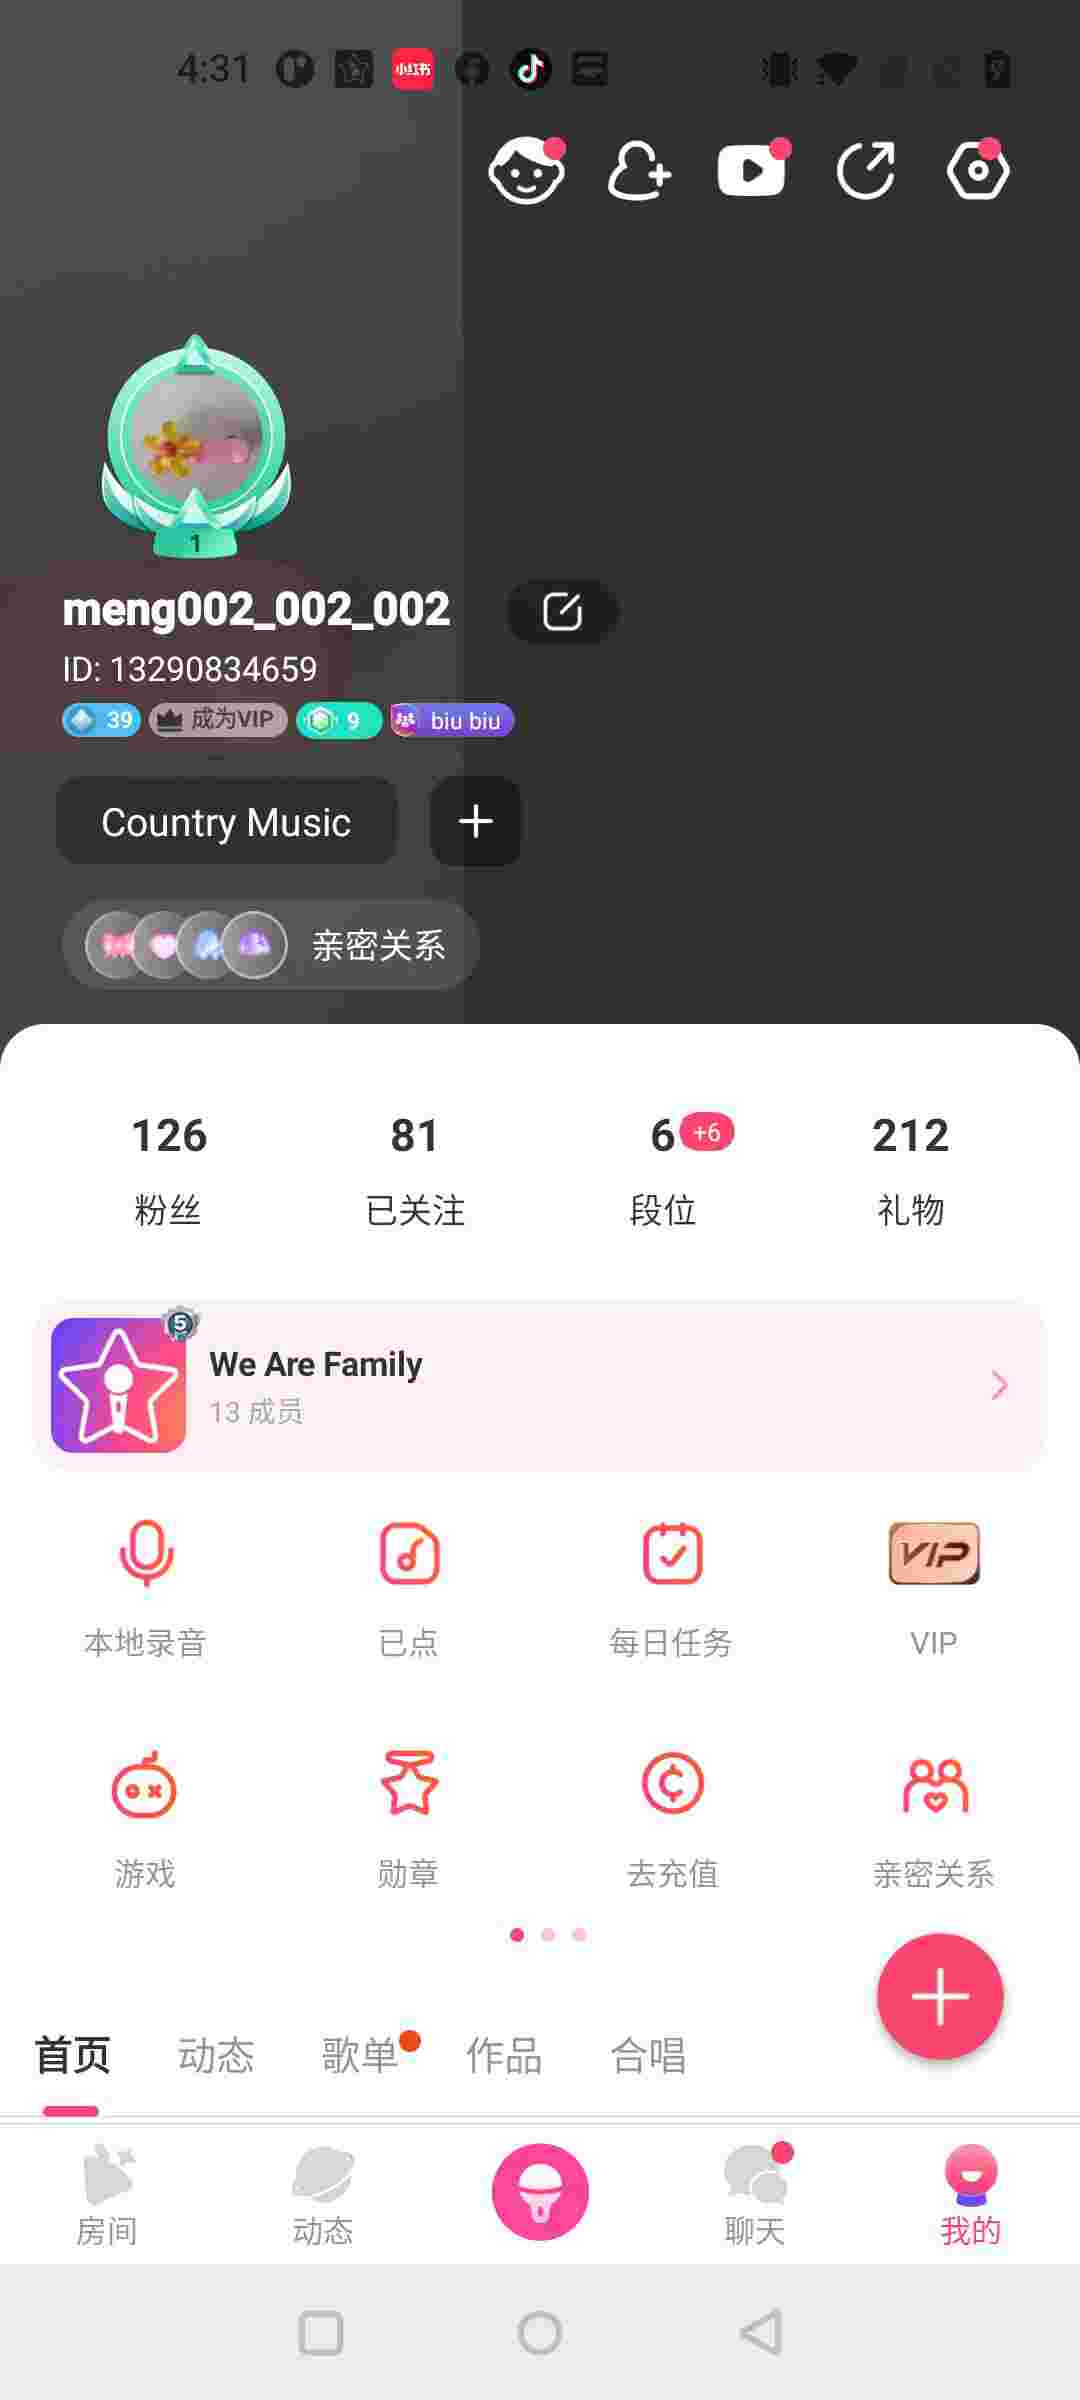 4:31
小红书
1
meng002_002_002
ID: 13290834659
39 成为VIP 9 biu biu
Country Music
亲密关系
126 81 6 +6 212
粉丝 已关注 段位 礼物
5
We Are Family
13 成员
VIP
本地录音 已点 每日任务 VIP
游戏 勋章 去充值 亲密关系
首页 动态 歌单 作品 合唱
房间 动态 聊天 我的